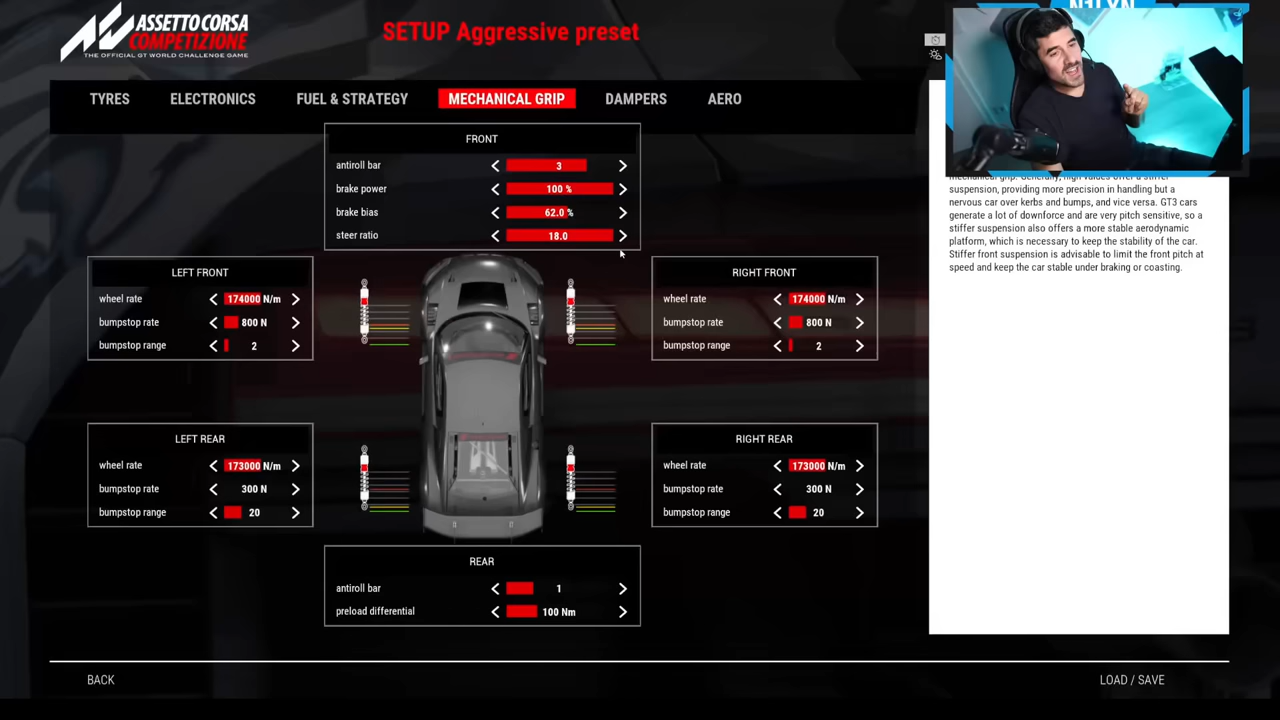 ASSETTO CORSA
COMPETIZIONE
THE OFFICIAL GT WORLD CHALLENGE GAME
SETUP Aggressive preset
TYRES
ELECTRONICS
FUEL & STRATEGY
MECHANICAL GRIP
DAMPERS
AERO
FRONT
antiroll bar 3
brake power 100 %
brake bias 62.0 %
steer ratio 18.0
LEFT FRONT
wheel rate 174000 N/m
bumpstop rate 800 N
bumpstop range 2
RIGHT FRONT
wheel rate 174000 N/m
bumpstop rate 800 N
bumpstop range 2
LEFT REAR
wheel rate 173000 N/m
bumpstop rate 300 N
bumpstop range 20
RIGHT REAR
wheel rate 173000 N/m
bumpstop rate 300 N
bumpstop range 20
REAR
antiroll bar 1
preload differential 100 Nm
mechanical grip. Generally, high values offer a stiffer
suspension, providing more precision in handling but a
nervous car over kerbs and bumps, and vice versa. GT3 cars
generate a lot of downforce and are very pitch sensitive, so a
stiffer suspension also offers a more stable aerodynamic
platform, which is necessary to keep the stability of the car.
Stiffer front suspension is advisable to limit the front pitch at
speed and keep the car stable under braking or coasting.
BACK
LOAD / SAVE